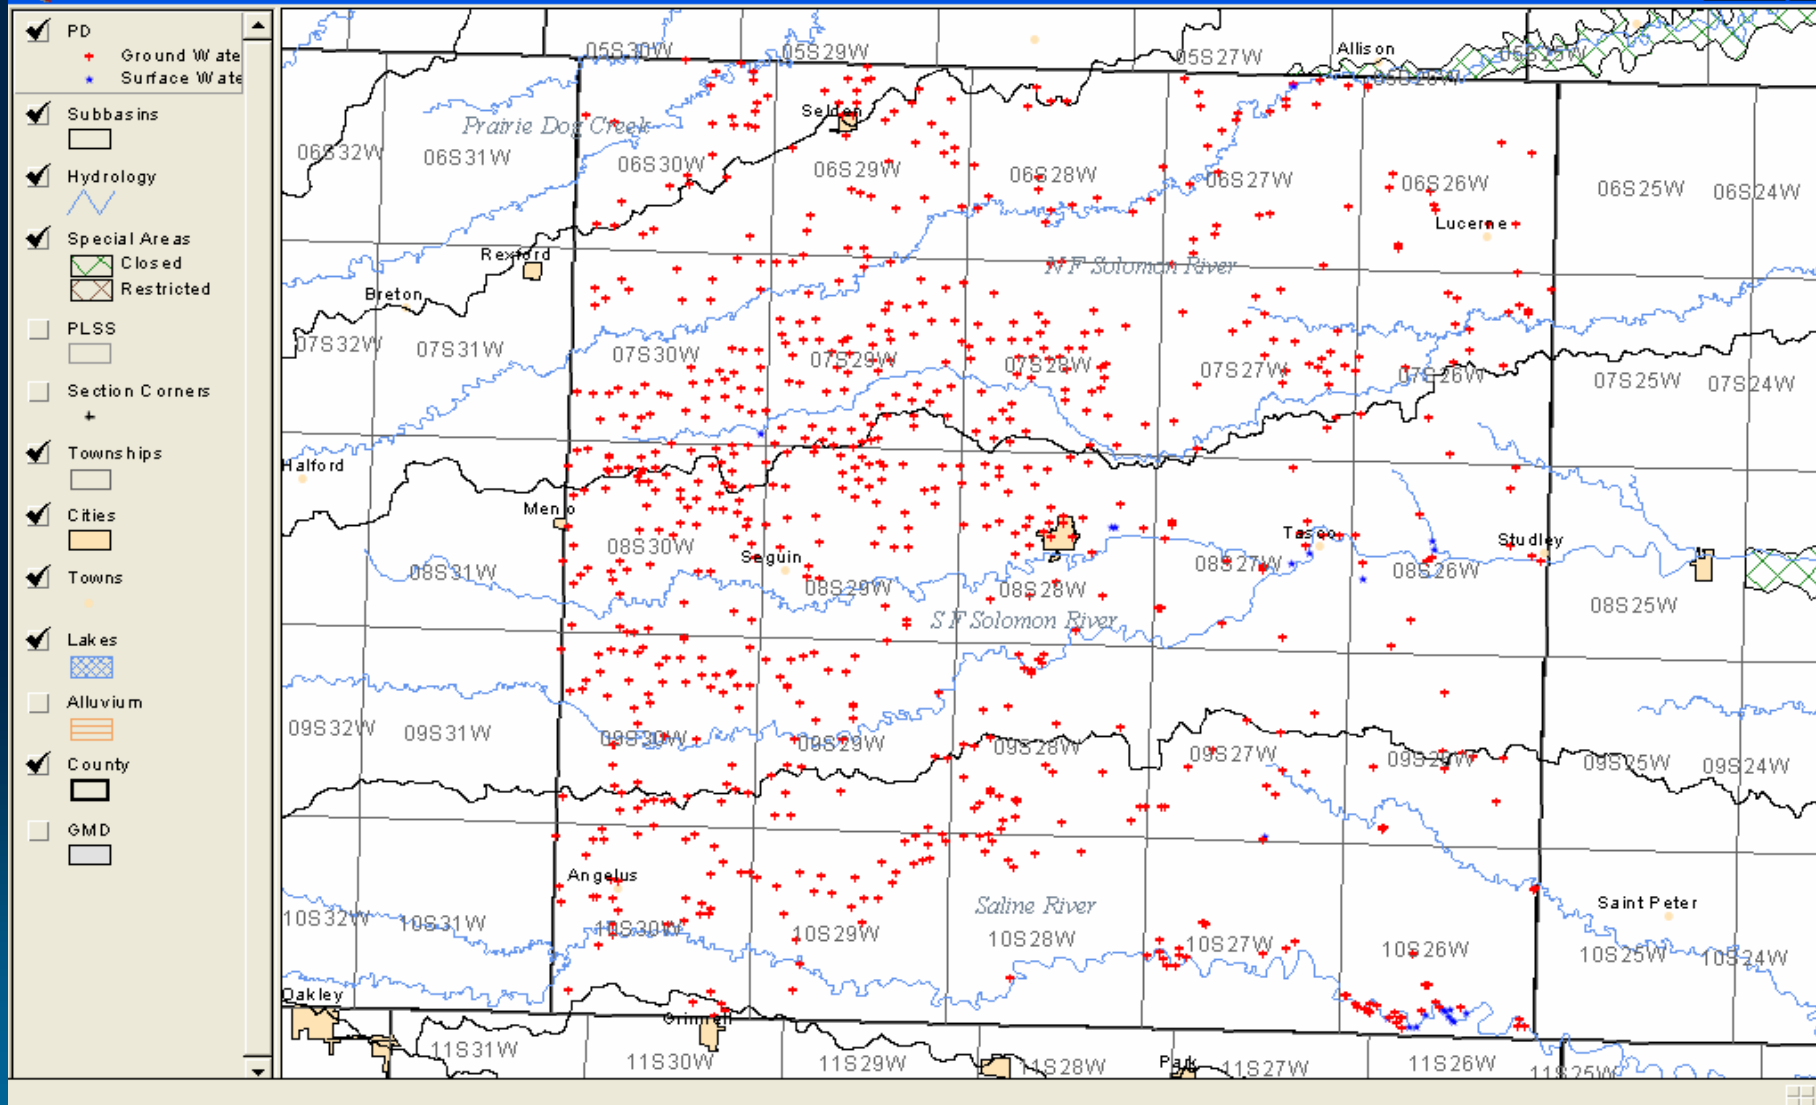 PD
Ground Wate
Surface Wate
Subbasins
Hydrology
Special Areas
Closed
Restricted
PLSS
Section Corners
Townships
Cities
Towns
Lakes
Alluvium
County
GMD
05S30W
05S29W
05S27W
Allison
05S26W
05S25W
Selden
Prairie Dog Creek
06S32W
06S31W
06S30W
06S29W
06S28W
06S27W
06S26W
06S25W
06S24W
Lucerne
Rexford
NF Solomon River
Breton
07S32W
07S31W
07S30W
07S29W
07S28W
07S27W
07S26W
07S25W
07S24W
Halford
Menlo
Tasco
Studley
08S30W
Seguin
08S31W
08S29W
08S28W
08S27W
08S26W
08S25W
SF Solomon River
09S32W
09S31W
09S30W
09S29W
09S28W
09S27W
09S26W
09S25W
09S24W
Angelus
Saline River
Saint Peter
10S32W
10S31W
10S30W
10S29W
10S28W
10S27W
10S26W
10S25W
10S24W
Oakley
Grinnell
Park
11S31W
11S30W
11S29W
11S28W
11S27W
11S26W
11S25W